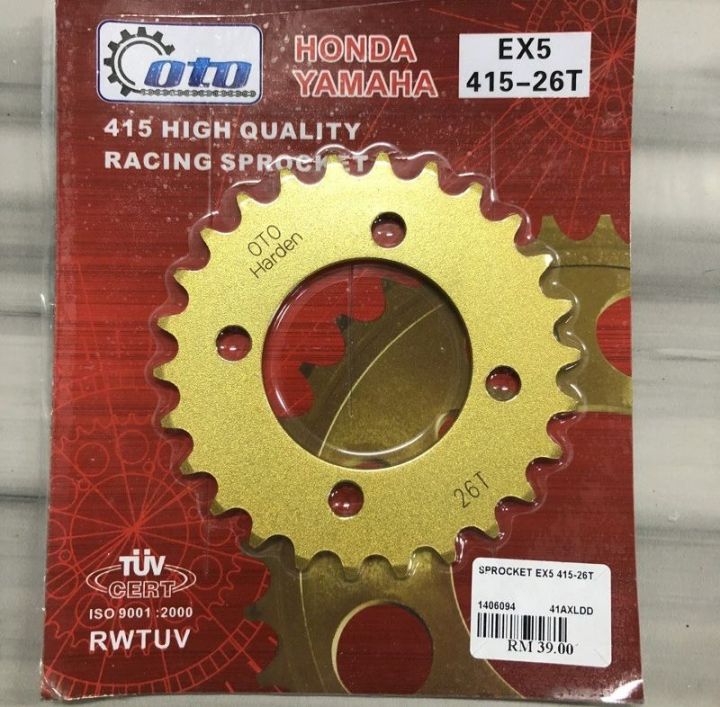 oto
HONDA
YAMAHA
EX5
415-26T
415 HIGH QUALITY
RACING SPROCKET
OTO
Harden
26T
TÜV
CERT
ISO 9001 :2000
RWTUV
SPROCKET EX5 415-26T
1406094 41AXLDD
RM 39.00